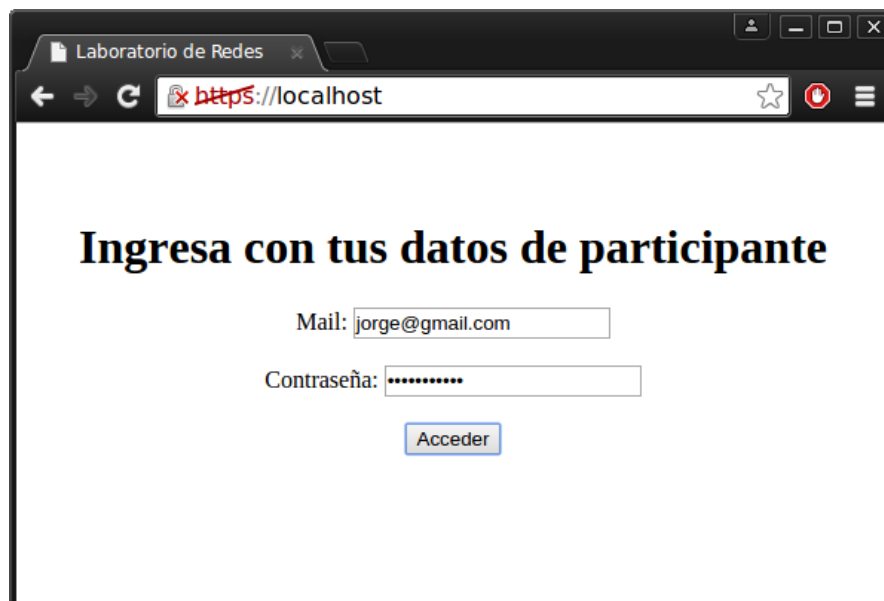 Laboratorio de Redes
https://localhost
Ingresa con tus datos de participante
Mail: jorge@gmail.com
Contraseña: •••••••••••
Acceder